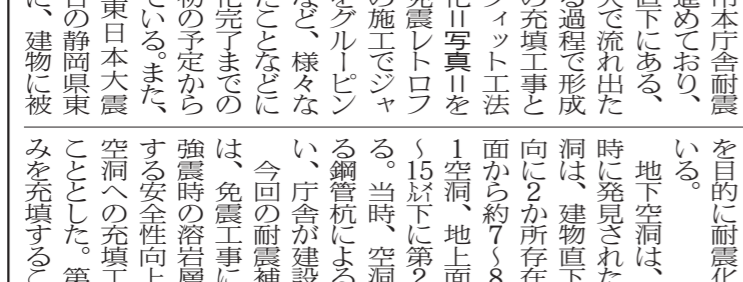 市本庁舎耐震
進めており、
直下にある、
火で流れ出た
る過程で形成
の充填工事と
フィット工法
化＝写真＝を
免震レトロフ
の施工でジャ
をグルーピン
など、様々な
たことなどに
化完了までの
初の予定から
ている。また、
東日本大震
日の静岡県東
に、建物に被
を目的に耐震化
いる。
　地下空洞は、
時に発見された
洞は、建物直下
向に2か所存在
面から約7～8
1空洞、地上面
～15㍍下に第2
る。当時、空洞
る鋼管杭による
い、庁舎が建設
　今回の耐震補
は、免震工事に
強震時の溶岩層
する安全性向上
空洞への充填工
こととした。第
みを充填するこ